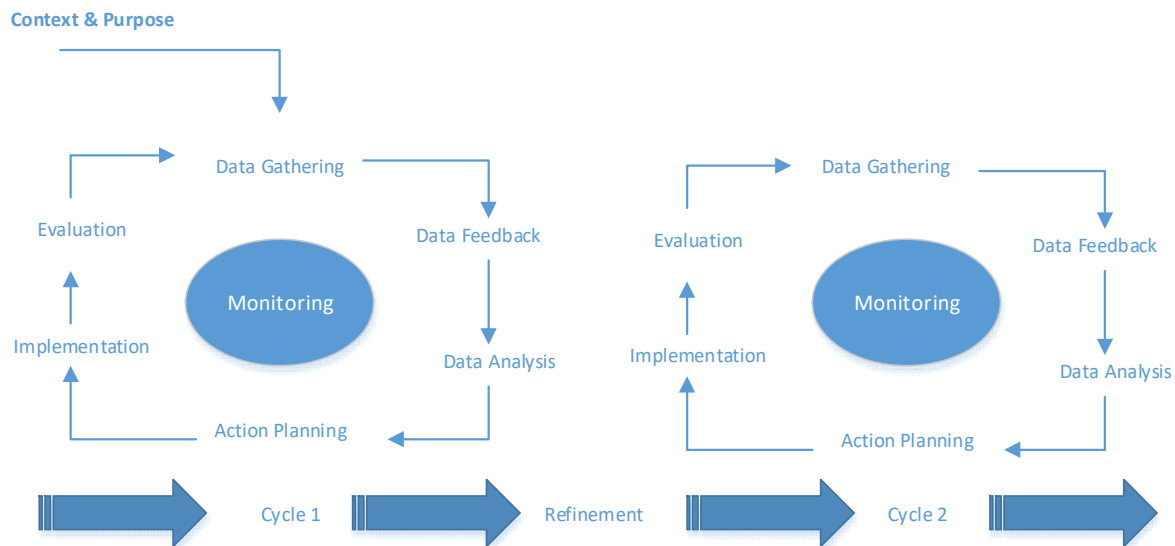 Context & Purpose
Data Gathering
Evaluation
Data Feedback
Monitoring
Implementation
Data Analysis
Action Planning
Data Gathering
Evaluation
Data Feedback
Monitoring
Implementation
Data Analysis
Action Planning
Cycle 1
Refinement
Cycle 2